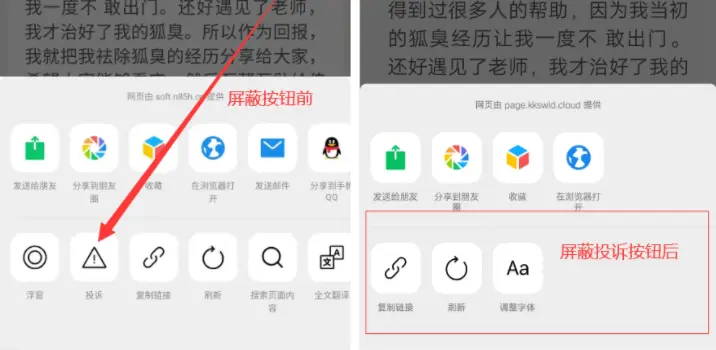 我一度不 敢出门。还好遇见了老师，
我才治好了我的狐臭。所以作为回报，
我就把我祛除狐臭的经历分享给大家，
网页由 soft.n85h.cn 提供
屏蔽按钮前
发送给朋友
分享到朋友圈
收藏
在浏览器打开
发送邮件
分享到手机QQ
浮窗
投诉
复制链接
刷新
搜索页面内容
全文翻译
得到过很多人的帮助，因为我当初
的狐臭经历让我一度不 敢出门。
还好遇见了老师，我才治好了我的
网页由 page.kkswid.cloud 提供
发送给朋友
分享到朋友圈
收藏
在浏览器打开
屏蔽投诉按钮后
复制链接
刷新
Aa
调整字体